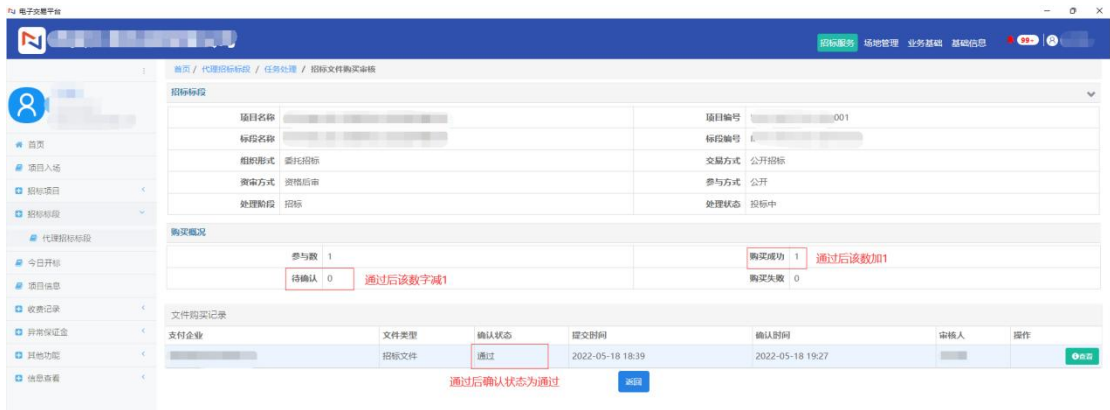 电子交易平台
招标服务 场地管理 业务基础 基础信息 99+
首页 / 代理招标标段 / 任务处理 / 招标文件购买审核
招标标段
项目名称 项目编号 001
标段名称 标段编号
组织形式 委托招标 交易方式 公开招标
资审方式 资格后审 参与方式 公开
处理阶段 招标 处理状态 投标中
首页
项目入场
招标项目
招标标段
代理招标标段
今日开标
项目信息
收费记录
异常保证金
其他功能
信息查看
购买概况
参与数 1 购买成功 1 通过后该数加1
待确认 0 通过后该数字减1 购买失败 0
文件购买记录
支付企业 文件类型 确认状态 提交时间 确认时间 审核人 操作
招标文件 通过 2022-05-18 18:39 2022-05-18 19:27 查看
通过后确认状态为通过
返回